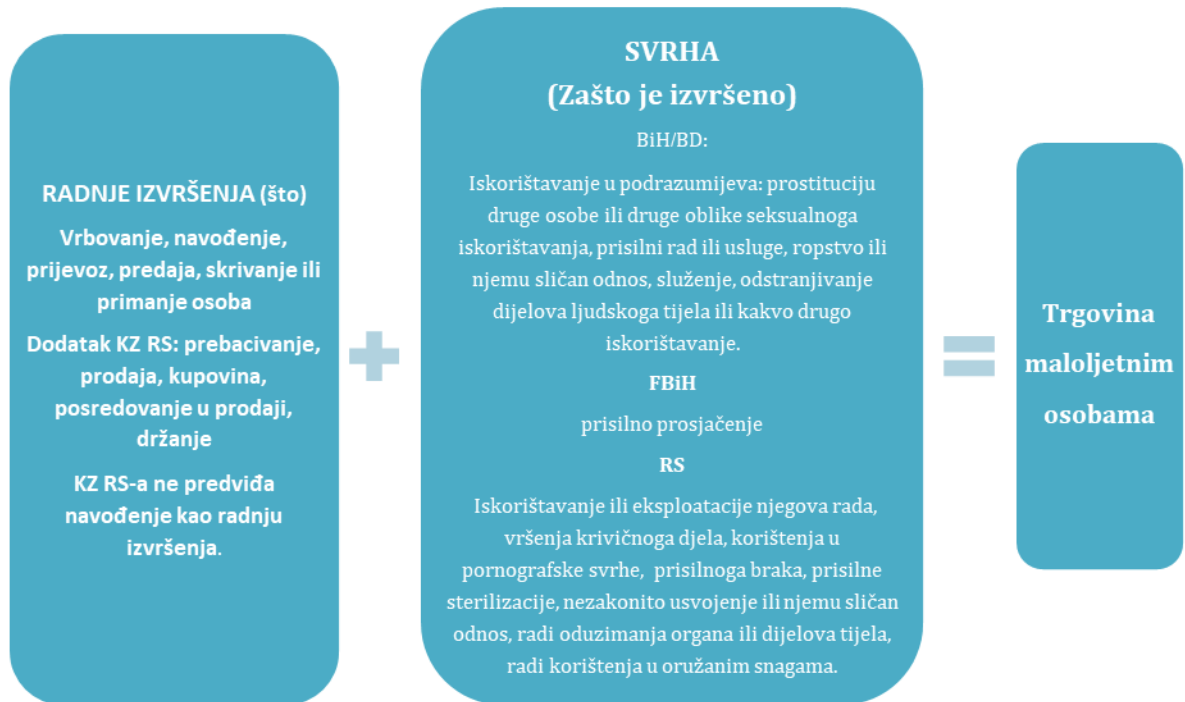 RADNJE IZVRŠENJA (što)
Vrbovanje, navođenje,
prijevoz, predaja, skrivanje ili
primanje osoba
Dodatak KZ RS: prebacivanje,
prodaja, kupovina,
posredovanje u prodaji,
držanje
KZ RS-a ne predviđa
navođenje kao radnju
izvršenja.
+
SVRHA
(Zašto je izvršeno)
BiH/BD:
Iskorištavanje u podrazumijeva: prostituciju
druge osobe ili druge oblike seksualnoga
iskorištavanja, prisilni rad ili usluge, ropstvo ili
njemu sličan odnos, služenje, odstranjivanje
dijelova ljudskoga tijela ili kakvo drugo
iskorištavanje.
FBiH
prisilno prosjačenje
RS
Iskorištavanje ili eksploatacije njegova rada,
vršenja krivičnoga djela, korištenja u
pornografske svrhe, prisilnoga braka, prisilne
sterilizacije, nezakonito usvojenje ili njemu sličan
odnos, radi oduzimanja organa ili dijelova tijela,
radi korištenja u oružanim snagama.
=
Trgovina
maloljetnim
osobama